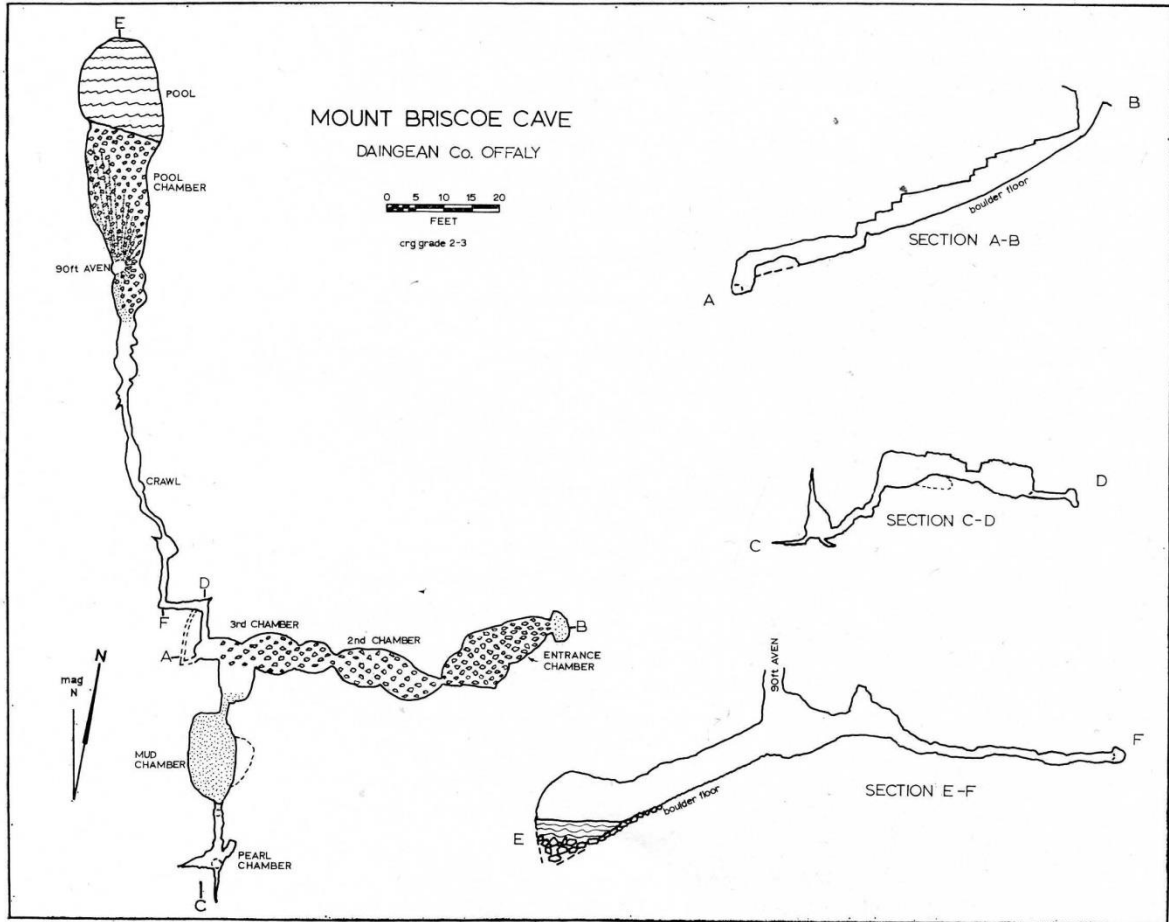 MOUNT BRISCOE CAVE
DAINGEAN Co. OFFALY
0 5 10 15 20
FEET
crg grade 2-3
E
POOL
POOL
CHAMBER
90ft AVEN
CRAWL
D
F
A
3rd CHAMBER
2nd CHAMBER
B
ENTRANCE
CHAMBER
N
mag
N
MUD
CHAMBER
PEARL
CHAMBER
C
B
boulder floor
SECTION A-B
A
D
SECTION C-D
C
90ft AVEN
F
boulder floor
SECTION E-F
E